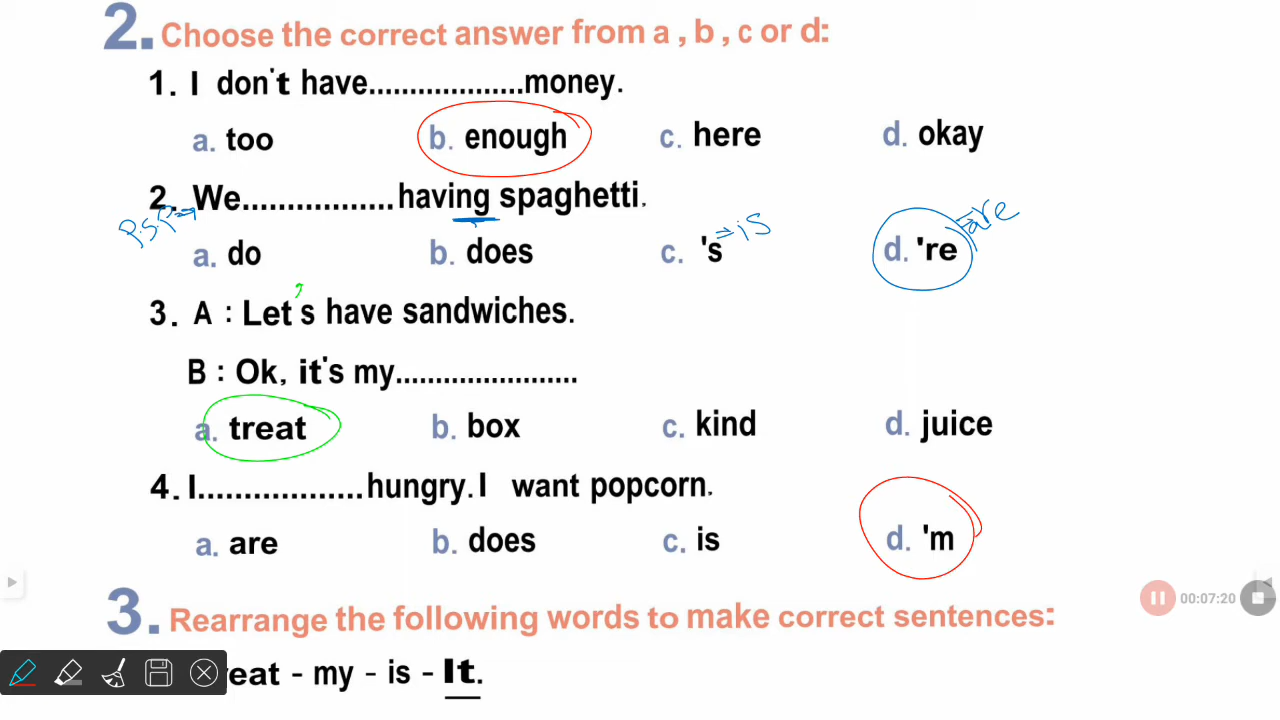 2. Choose the correct answer from a , b , c or d:
1. I don't have...................money.
a. too b. enough c. here d. okay
2. We................having spaghetti.
P.S.P→
a. do b. does c. 's ⇒ is d. 're ⇒ are
3. A : Let's have sandwiches.
B : Ok, it's my.......................
a. treat b. box c. kind d. juice
4. I..................hungry. I want popcorn.
a. are b. does c. is d. 'm
3. Rearrange the following words to make correct sentences:
eat - my - is - It.
00:07:20